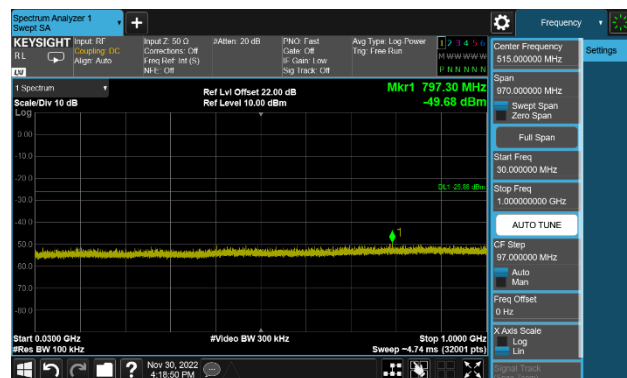 Spectrum Analyzer 1
Swept SA
+
Frequency
KEYSIGHT
RL
LW
Input: RF
Coupling: DC
Align: Auto
Input Z: 50 Ω
Corrections: Off
Freq Ref: Int (S)
NFE: Off
#Atten: 20 dB
PNO: Fast
Gate: Off
IF Gain: Low
Sig Track: Off
Avg Type: Log-Power
Trig: Free Run
1 2 3 4 5 6
M W W W W W
P N N N N N
Center Frequency
515.000000 MHz
Settings
1 Spectrum
Scale/Div 10 dB
Log
Ref Lvl Offset 22.00 dB
Ref Level 10.00 dBm
Mkr1 797.30 MHz
-49.68 dBm
Span
970.000000 MHz
Swept Span
Zero Span
Full Span
0.00
-10.0
-20.0
DL1 -25.88 dBm
-30.0
-40.0
1
-50.0
-60.0
-70.0
-80.0
Start Freq
30.000000 MHz
Stop Freq
1.000000000 GHz
AUTO TUNE
CF Step
97.000000 MHz
Auto
Man
Freq Offset
0 Hz
X Axis Scale
Log
Lin
Signal Track
Start 0.0300 GHz
#Res BW 100 kHz
#Video BW 300 kHz
Stop 1.0000 GHz
Sweep ~4.74 ms (32001 pts)
?
Nov 30, 2022
4:18:50 PM